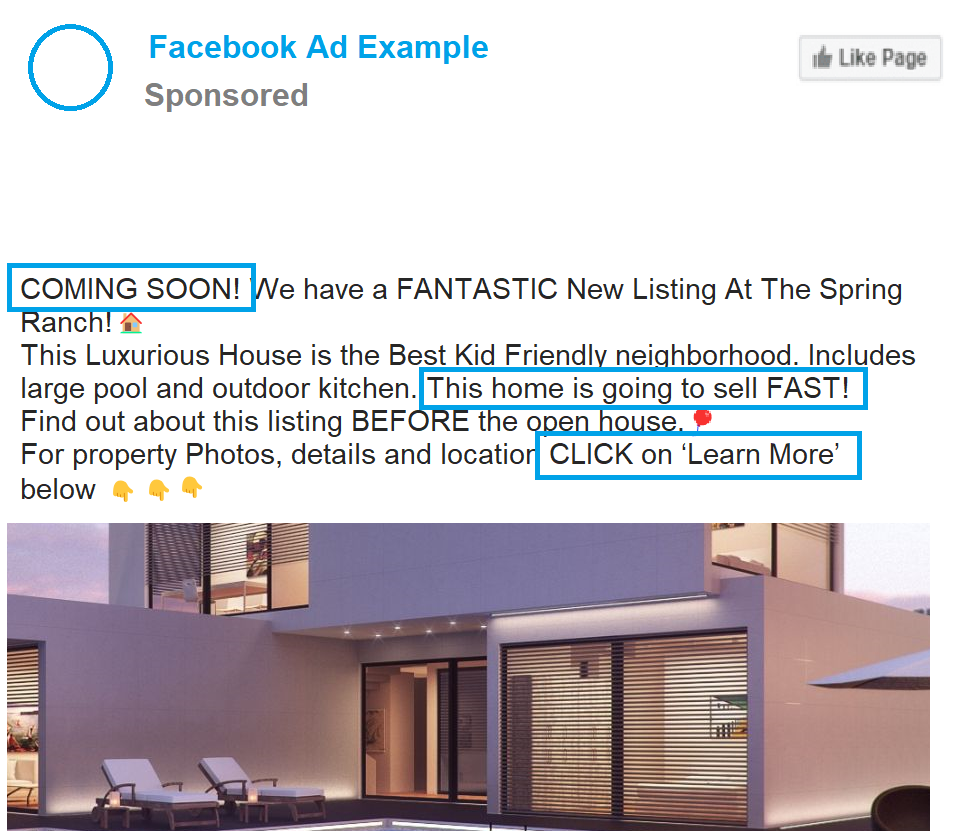 Facebook Ad Example
Like Page
Sponsored
COMING SOON! We have a FANTASTIC New Listing At The Spring
Ranch! 🏠
This Luxurious House is the Best Kid Friendly neighborhood. Includes
large pool and outdoor kitchen. This home is going to sell FAST!
Find out about this listing BEFORE the open house. 🎈
For property Photos, details and location CLICK on ‘Learn More’
below 👇 👇 👇